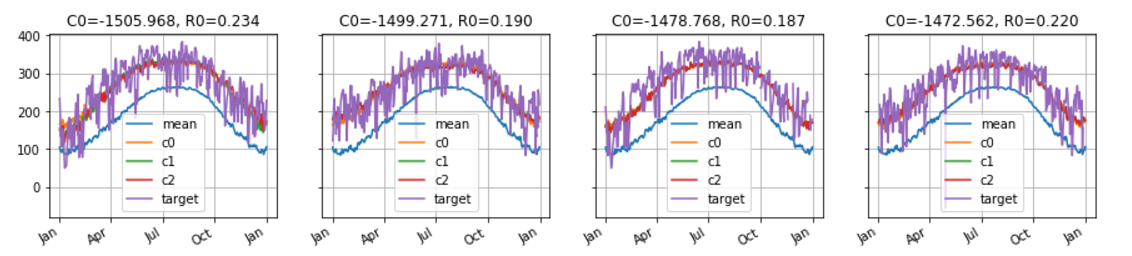 C0=-1505.968, R0=0.234
C0=-1499.271, R0=0.190
C0=-1478.768, R0=0.187
C0=-1472.562, R0=0.220
400
300
200
100
0
mean
c0
c1
c2
target
mean
c0
c1
c2
target
mean
c0
c1
c2
target
mean
c0
c1
c2
target
Jan Apr Jul Oct Jan
Jan Apr Jul Oct Jan
Jan Apr Jul Oct Jan
Jan Apr Jul Oct Jan